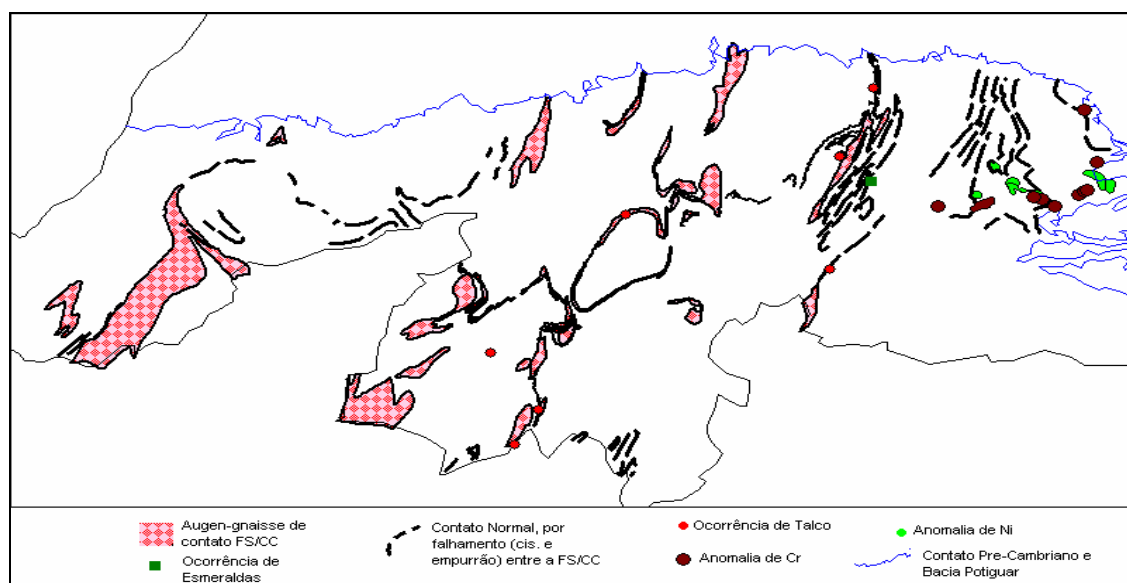 Augen-gnaisse de
contato FS/CC
Ocorrência de
Esmeraldas
Contato Normal, por
falhamento (cis. e
empurrão) entre a FS/CC
Ocorrência de Talco
Anomalia de Cr
Anomalia de Ni
Contato Pre-Cambriano e
Bacia Potiguar